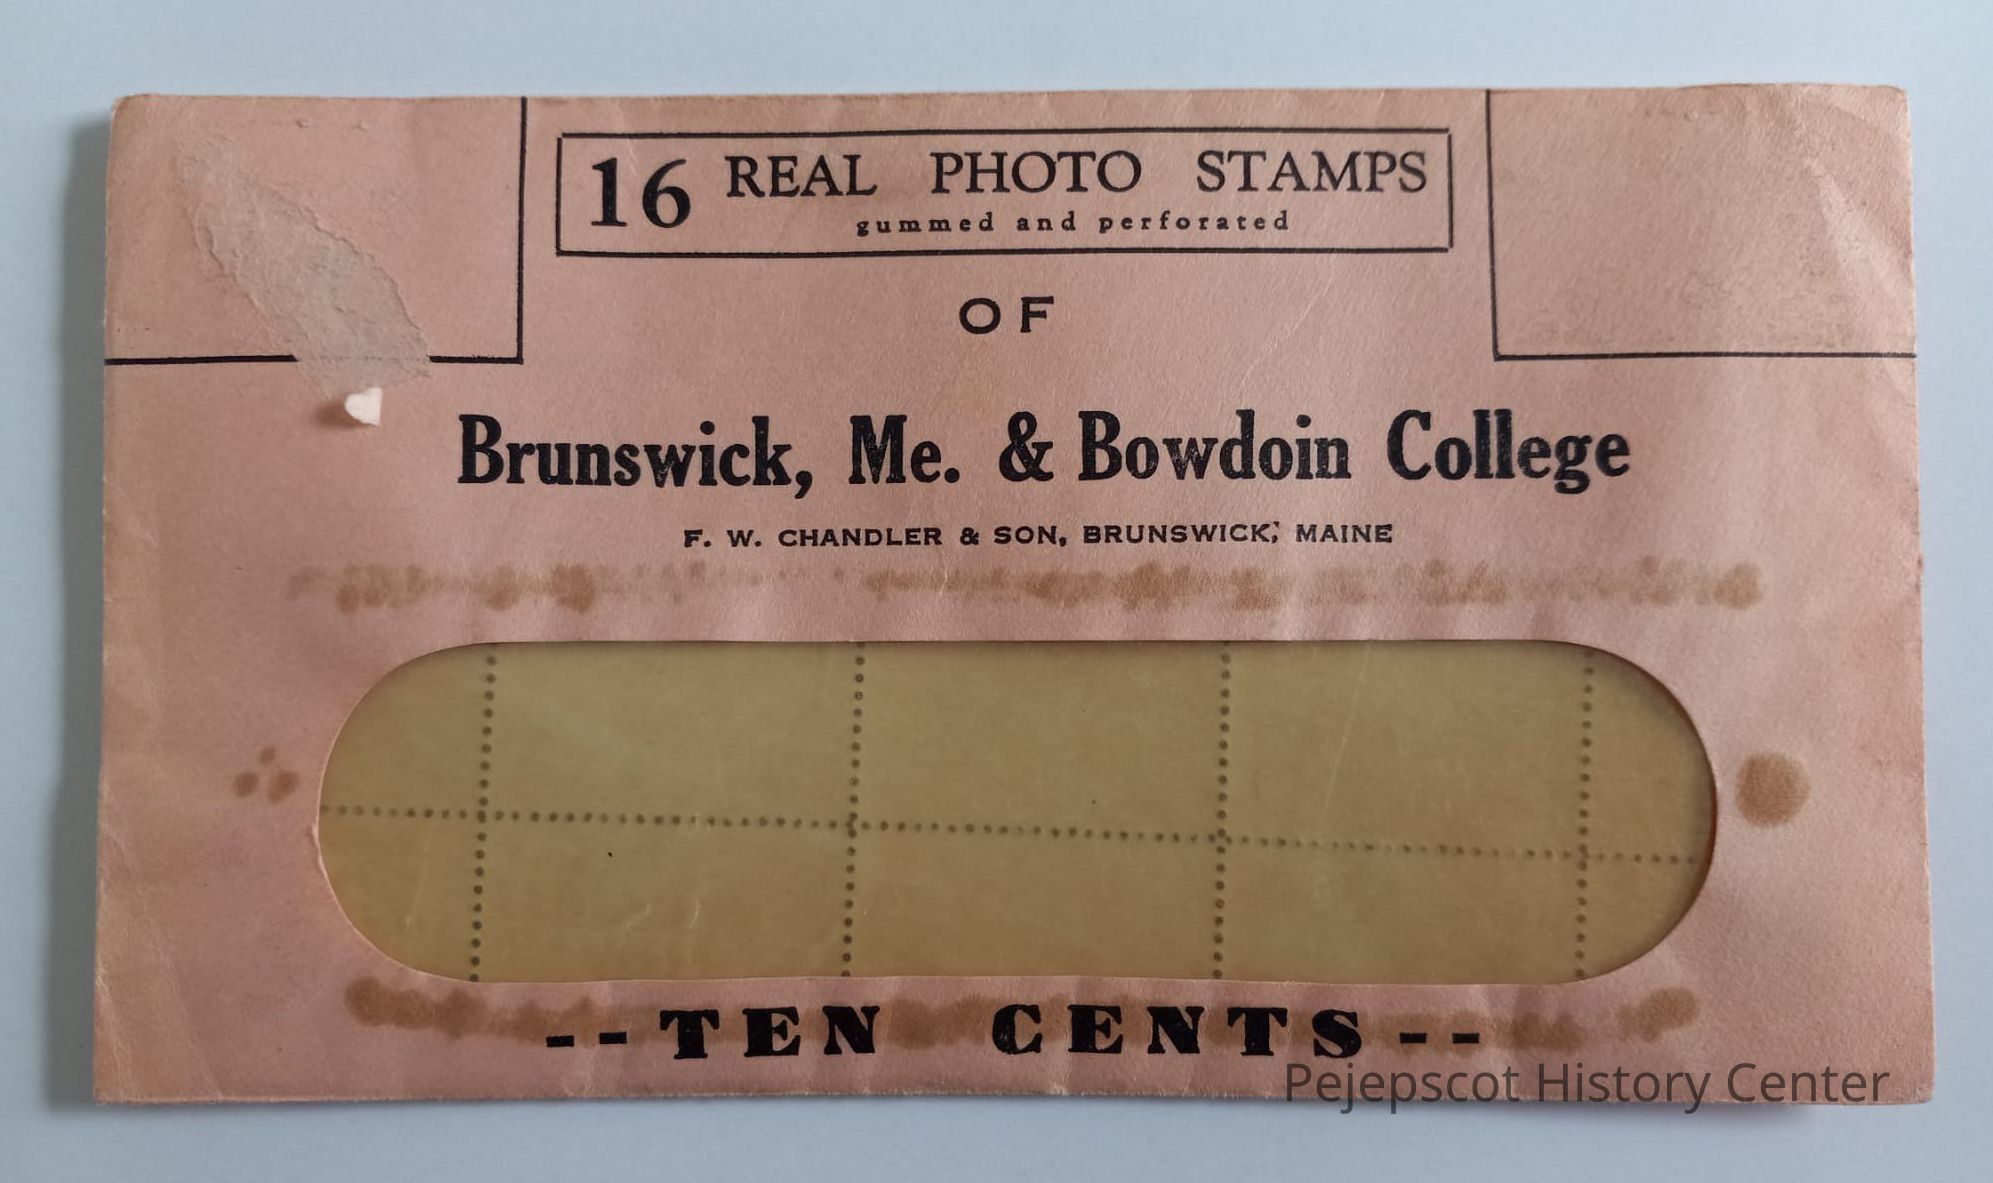 16 REAL PHOTO STAMPS
gummed and perforated
OF
Brunswick, Me. & Bowdoin College
F. W. CHANDLER & SON, BRUNSWICK, MAINE
--TEN CENTS--
Pejepscot History Center